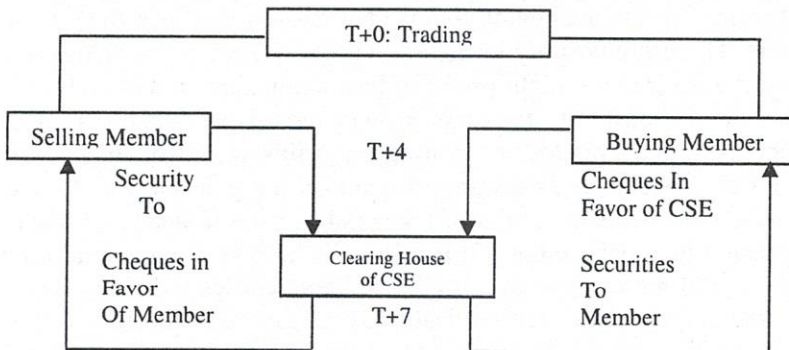 T+0: Trading
Selling Member
T+4
Buying Member
Security
To
Cheques In
Favor of CSE
Clearing House
of CSE
Cheques in
Favor
Of Member
Securities
To
Member
T+7